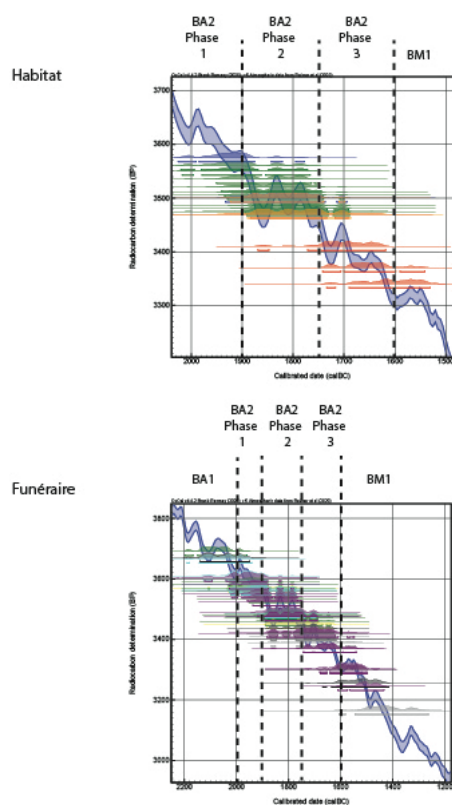 BA2
Phase
1
BA2
Phase
2
BA2
Phase
3
BM1
Habitat
3700
3600
3500
3400
3300
Radiocarbon determination (BP)
2000
1900
1800
1700
1600
1500
Calibrated date (calBC)
BA2
Phase
1
BA2
Phase
2
BA2
Phase
3
BA1
BM1
Funéraire
3800
3600
3400
3200
3000
Radiocarbon determination (BP)
2200
2000
1800
1600
1400
1200
Calibrated date (calBC)